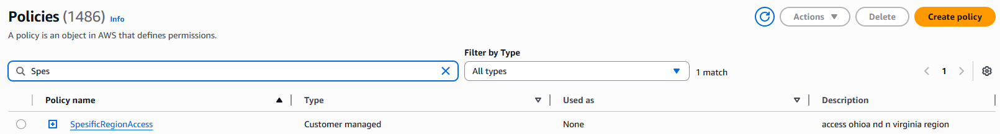 Policies (1486) Info
Actions Delete Create policy
A policy is an object in AWS that defines permissions.
Filter by Type
Spes All types 1 match 1
Policy name Type Used as Description
SpesificRegionAccess Customer managed None access ohioa nd n virginia region